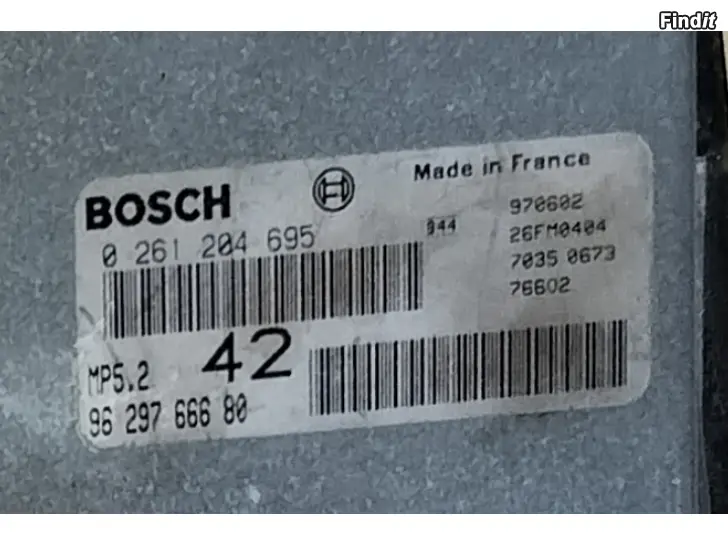 Findit
BOSCH
Made in France
0 261 204 695
944
970602
26FM0404
7035 0673
76602
MP5.2
42
96 297 666 80